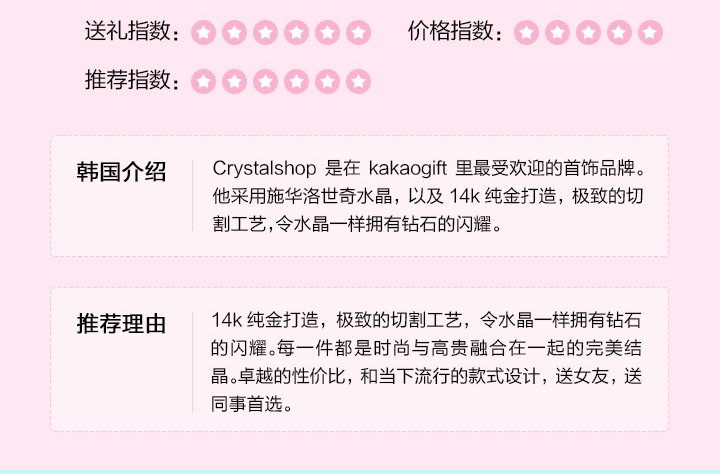 送礼指数： 价格指数：
推荐指数：
韩国介绍
Crystalshop 是在 kakaogift 里最受欢迎的首饰品牌。
他采用施华洛世奇水晶，以及 14k 纯金打造，极致的切
割工艺,令水晶一样拥有钻石的闪耀。
推荐理由
14k 纯金打造，极致的切割工艺，令水晶一样拥有钻石
的闪耀。每一件都是时尚与高贵融合在一起的完美结
晶。卓越的性价比，和当下流行的款式设计，送女友，送
同事首选。